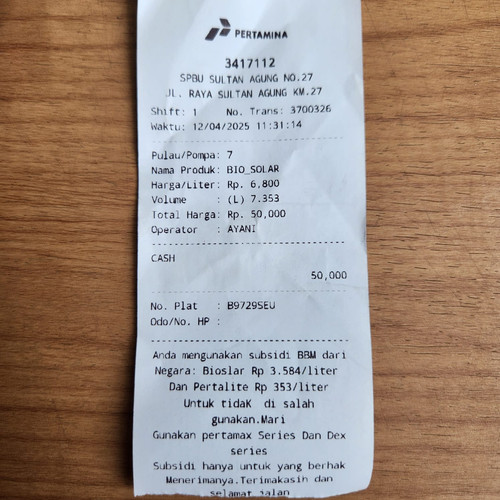 PERTAMINA
3417112
SPBU SULTAN AGUNG NO.27
JL. RAYA SULTAN AGUNG KM.27
Shift: 1 No. Trans: 3700326
Waktu: 12/04/2025 11:31:14
Pulau/Pompa: 7
Nama Produk: BIO_SOLAR
Harga/Liter: Rp. 6,800
Volume : (L) 7.353
Total Harga: Rp. 50,000
Operator : AYANI
CASH
50,000
No. Plat : B9729SEU
Odo/No. HP :
Anda mengunakan subsidi BBM dari
Negara: Bioslar Rp 3.584/liter
Dan Pertalite Rp 353/liter
Untuk tidaK di salah
gunakan.Mari
Gunakan pertamax Series Dan Dex
series
Subsidi hanya untuk yang berhak
Menerimanya.Terimakasih dan
selamat jalan